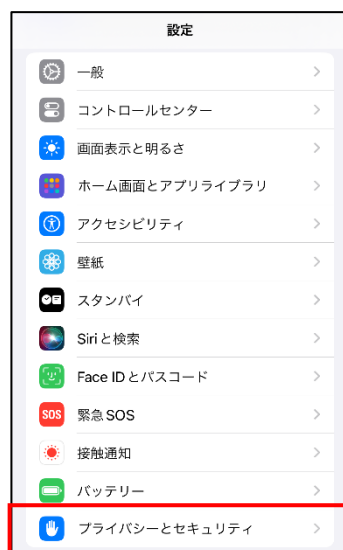 設定
一般
コントロールセンター
画面表示と明るさ
ホーム画面とアプリライブラリ
アクセシビリティ
壁紙
スタンバイ
Siriと検索
Face IDとパスコード
SOS 緊急SOS
接触通知
バッテリー
プライバシーとセキュリティ